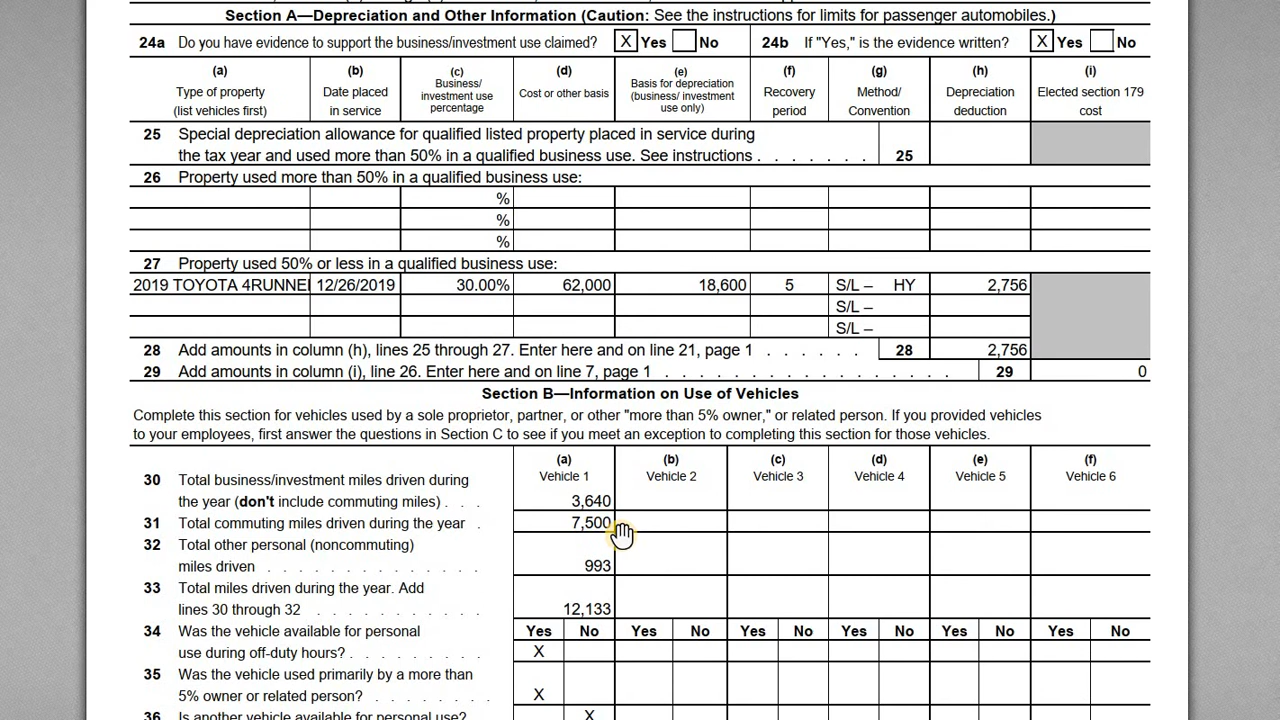 Section A—Depreciation and Other Information (Caution: See the instructions for limits for passenger automobiles.)
24a Do you have evidence to support the business/investment use claimed? X Yes No 24b If "Yes," is the evidence written? X Yes No
(a) Type of property (list vehicles first)
(b) Date placed in service
(c) Business/ investment use percentage
(d) Cost or other basis
(e) Basis for depreciation (business/ investment use only)
(f) Recovery period
(g) Method/ Convention
(h) Depreciation deduction
(i) Elected section 179 cost
25 Special depreciation allowance for qualified listed property placed in service during
the tax year and used more than 50% in a qualified business use. See instructions . . . . . . . 25
26 Property used more than 50% in a qualified business use:
%
%
%
27 Property used 50% or less in a qualified business use:
2019 TOYOTA 4RUNNE 12/26/2019 30.00% 62,000 18,600 5 S/L – HY 2,756
S/L –
S/L –
28 Add amounts in column (h), lines 25 through 27. Enter here and on line 21, page 1 . . . . . . 28 2,756
29 Add amounts in column (i), line 26. Enter here and on line 7, page 1 . . . . . . . . . . . . . . . . . 29 0
Section B—Information on Use of Vehicles
Complete this section for vehicles used by a sole proprietor, partner, or other "more than 5% owner," or related person. If you provided vehicles
to your employees, first answer the questions in Section C to see if you meet an exception to completing this section for those vehicles.
(a) (b) (c) (d) (e) (f)
Vehicle 1 Vehicle 2 Vehicle 3 Vehicle 4 Vehicle 5 Vehicle 6
30 Total business/investment miles driven during
the year (don't include commuting miles) . . . 3,640
31 Total commuting miles driven during the year . 7,500
32 Total other personal (noncommuting)
miles driven . . . . . . . . . . . . . 993
33 Total miles driven during the year. Add
lines 30 through 32 . . . . . . . . . . 12,133
34 Was the vehicle available for personal Yes No Yes No Yes No Yes No Yes No Yes No
use during off-duty hours? . . . . . . . . . X
35 Was the vehicle used primarily by a more than
5% owner or related person? . . . . . . . X
36 Is another vehicle available for personal use? X